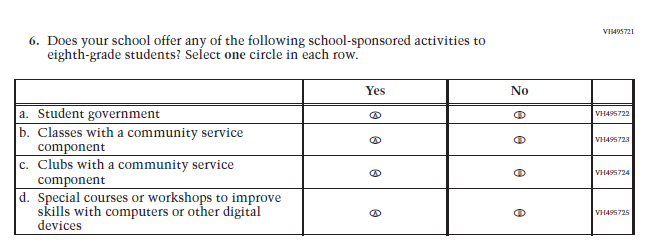 VH495721
6. Does your school offer any of the following school-sponsored activities to
eighth-grade students? Select one circle in each row.
Yes No
a. Student government Ⓐ Ⓑ VH495722
b. Classes with a community service
component Ⓐ Ⓑ VH495723
c. Clubs with a community service
component Ⓐ Ⓑ VH495724
d. Special courses or workshops to improve
skills with computers or other digital
devices Ⓐ Ⓑ VH495725